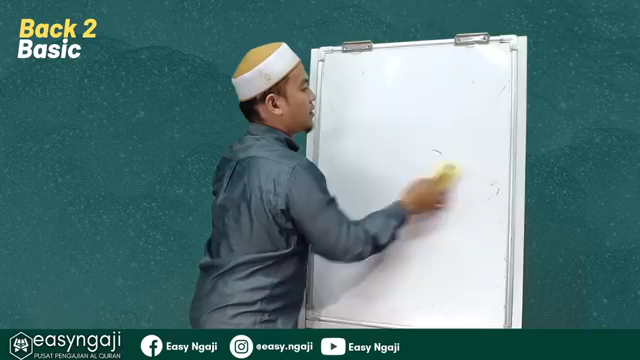 Back 2
Basic
easyngaji
PUSAT PENGAJIAN AL QURAN
Easy Ngaji
easy.ngaji
Easy Ngaji